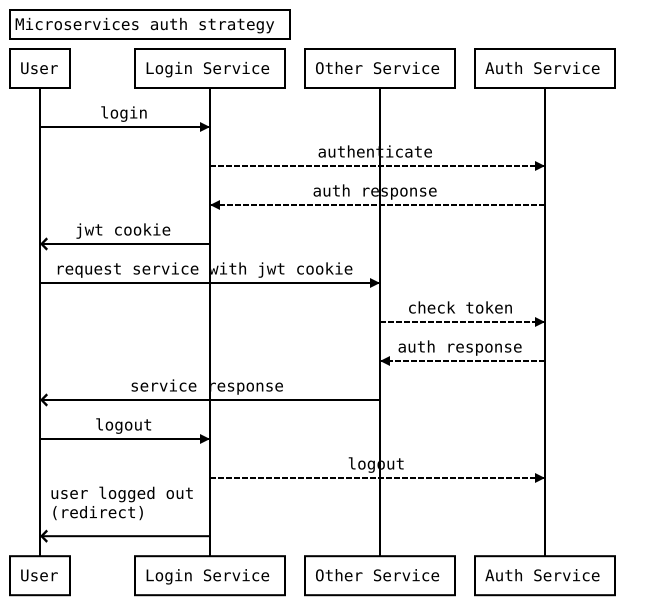 Microservices auth strategy
User
Login Service
Other Service
Auth Service
login
authenticate
auth response
jwt cookie
request service with jwt cookie
check token
auth response
service response
logout
logout
user logged out
(redirect)
User
Login Service
Other Service
Auth Service